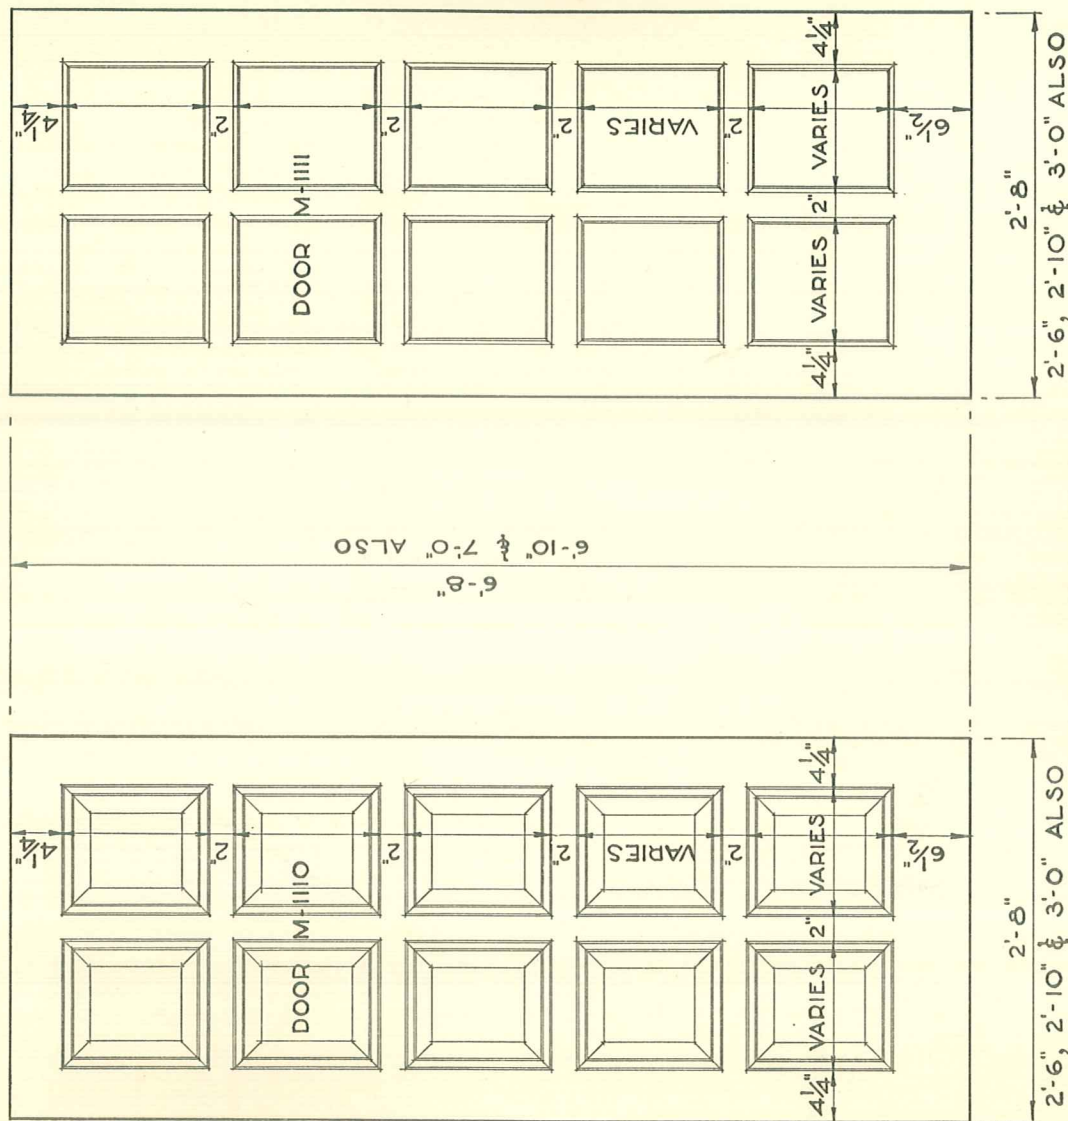 4¼"
2"
2"
2"
VARIES
2"
6½"
DOOR M-1111
4¼"
VARIES
2"
VARIES
4¼"
2'-8"
2'-6", 2'-10" & 3'-0" ALSO
6'-8"
6'-10" & 7'-0" ALSO
4¼"
2"
2"
2"
VARIES
2"
6½"
DOOR M-1110
4¼"
VARIES
2"
VARIES
4¼"
2'-8"
2'-6", 2'-10" & 3'-0" ALSO